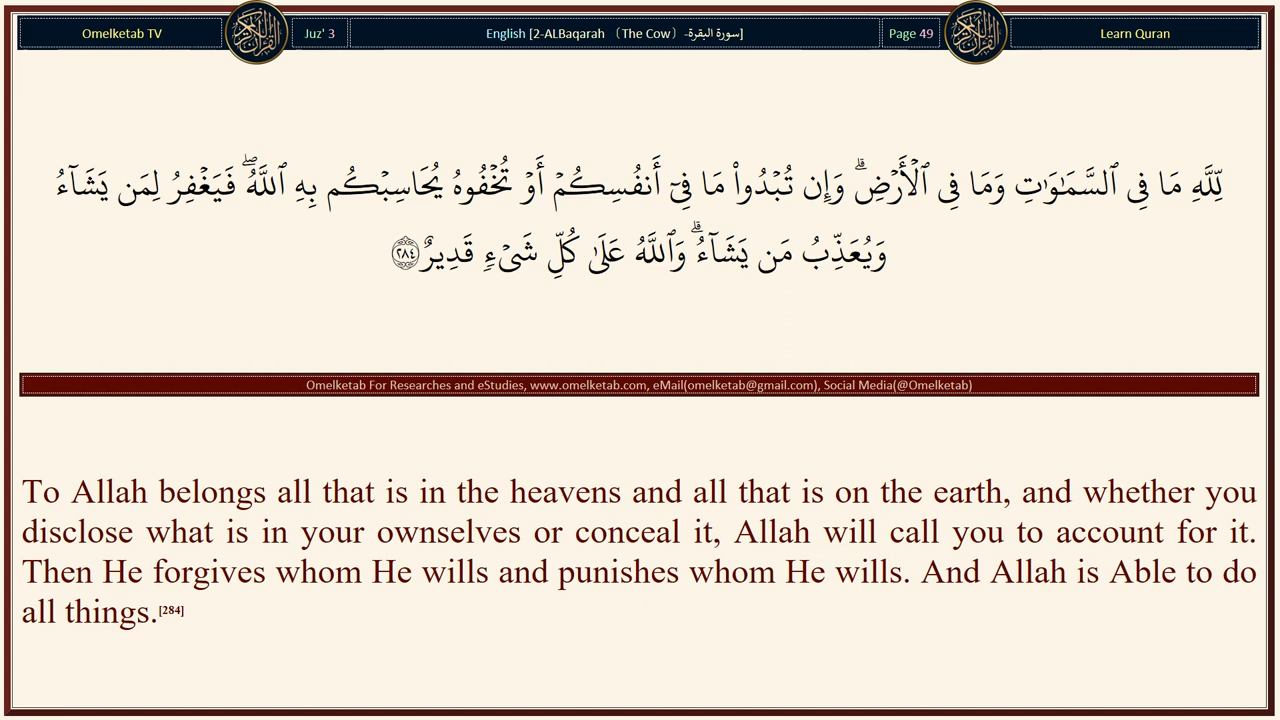 Omelketab TV
Juz' 3
English [2-ALBaqarah （The Cow） -سورة البقرة]
Page 49
Learn Quran
لِّلَّهِ مَا فِى ٱلسَّمَٰوَٰتِ وَمَا فِى ٱلْأَرْضِ ۗ وَإِن تُبْدُوا۟ مَا فِىٓ أَنفُسِكُمْ أَوْ تُخْفُوهُ يُحَاسِبْكُم بِهِ ٱللَّهُ ۖ فَيَغْفِرُ لِمَن يَشَآءُ
وَيُعَذِّبُ مَن يَشَآءُ ۗ وَٱللَّهُ عَلَىٰ كُلِّ شَىْءٍ قَدِيرٌ ٢٨٤
Omelketab For Researches and eStudies, www.omelketab.com, eMail(omelketab@gmail.com), Social Media(@Omelketab)
To Allah belongs all that is in the heavens and all that is on the earth, and whether you
disclose what is in your ownselves or conceal it, Allah will call you to account for it.
Then He forgives whom He wills and punishes whom He wills. And Allah is Able to do
all things.[284]